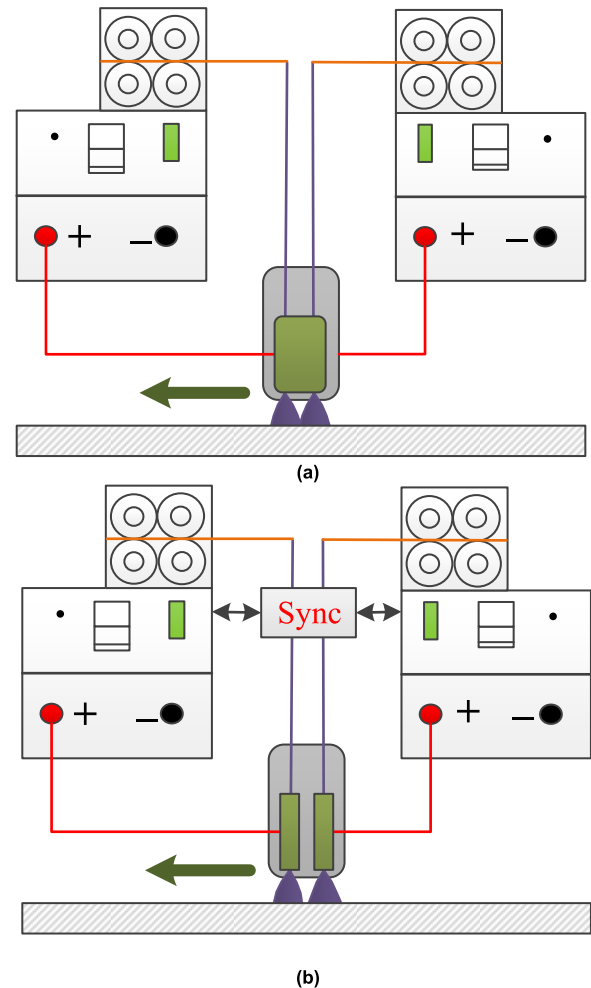 + –
+ –
(a)
Sync
+ –
+ –
(b)